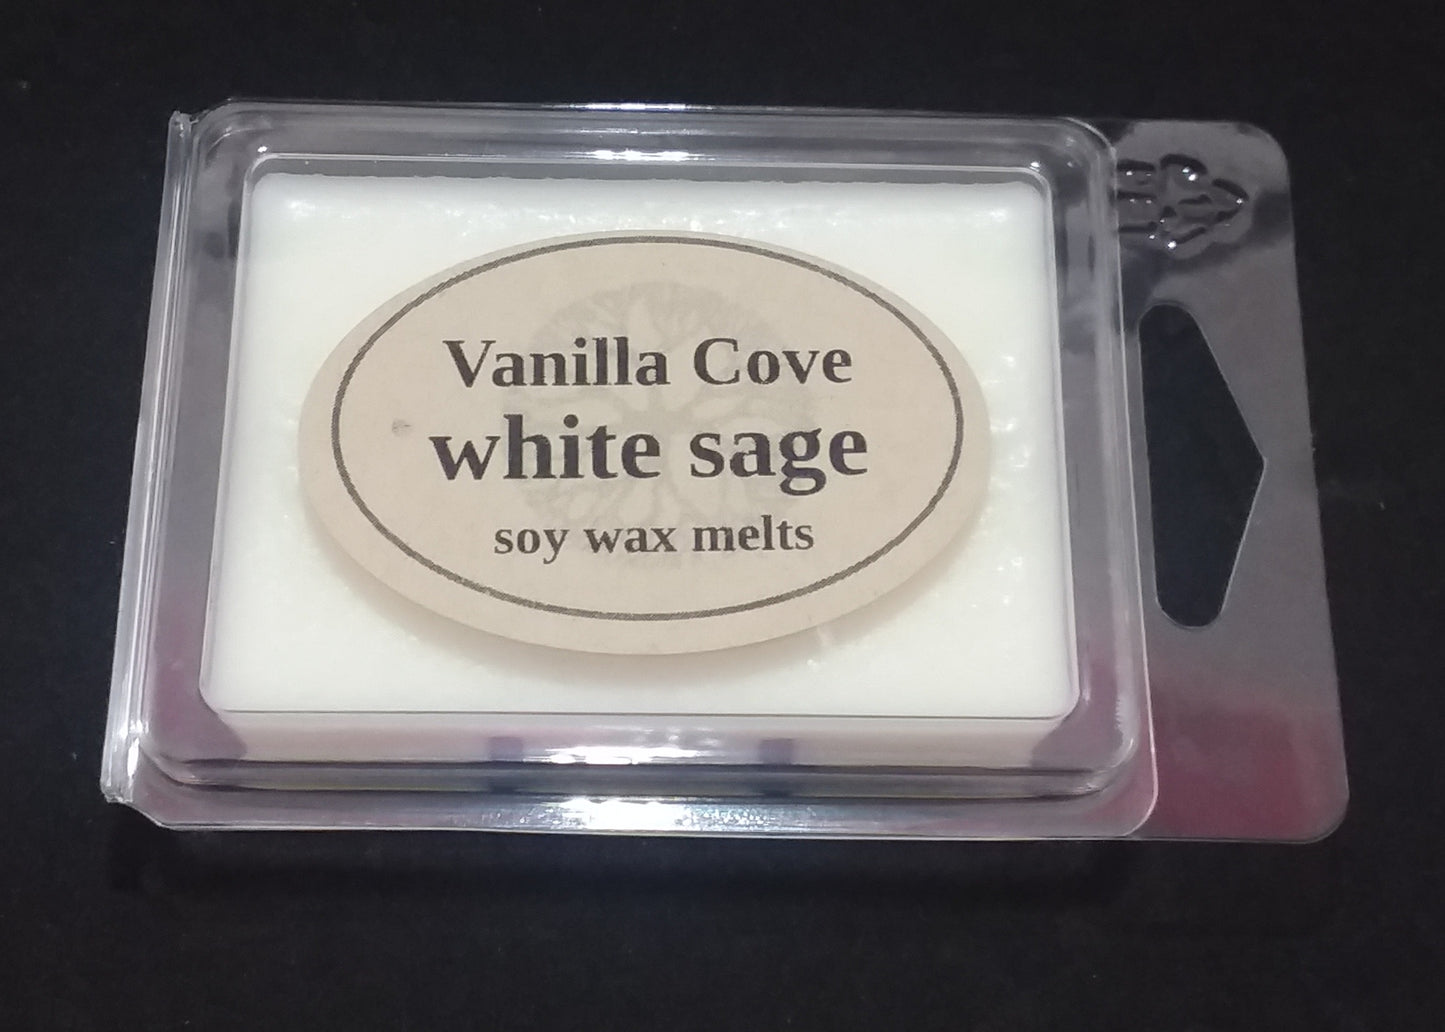 Vanilla Cove
white sage
soy wax melts